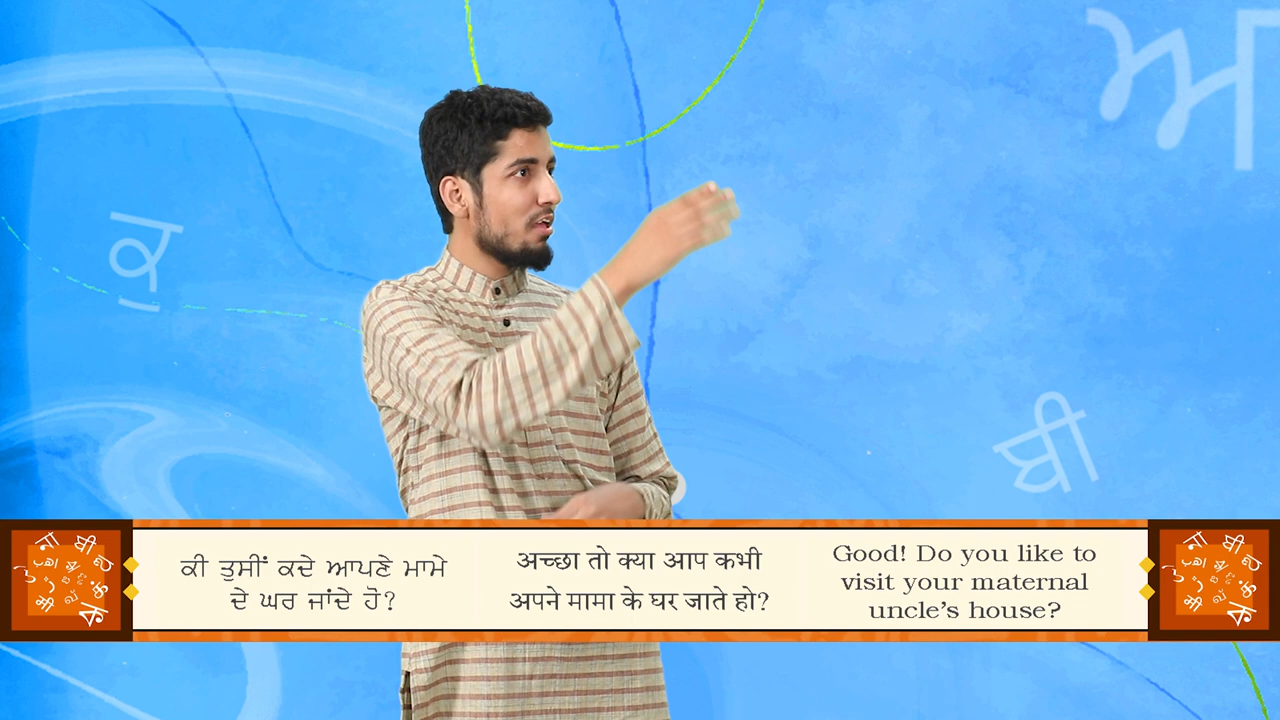 ਅ
ਕੁ
ਬੀ
ਕੀ ਤੁਸੀਂ ਕਦੇ ਆਪਣੇ ਮਾਮੇ
ਦੇ ਘਰ ਜਾਂਦੇ ਹੋ?
अच्छा तो क्या आप कभी
अपने मामा के घर जाते हो?
Good! Do you like to
visit your maternal
uncle's house?